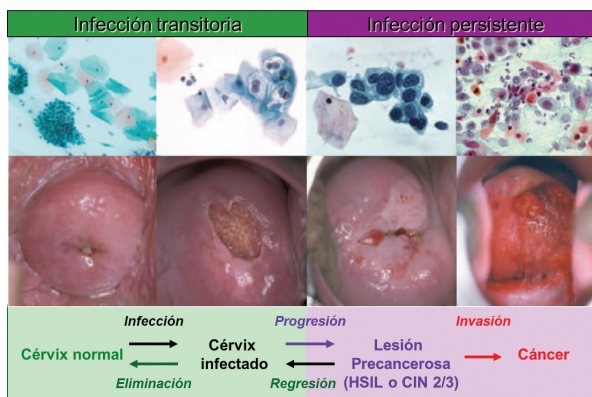 Infección transitoria
Infección persistente
Infección
Progresión
Invasión
Cérvix normal
Cérvix
infectado
Lesión
Precancerosa
(HSIL o CIN 2/3)
Cáncer
Eliminación
Regresión